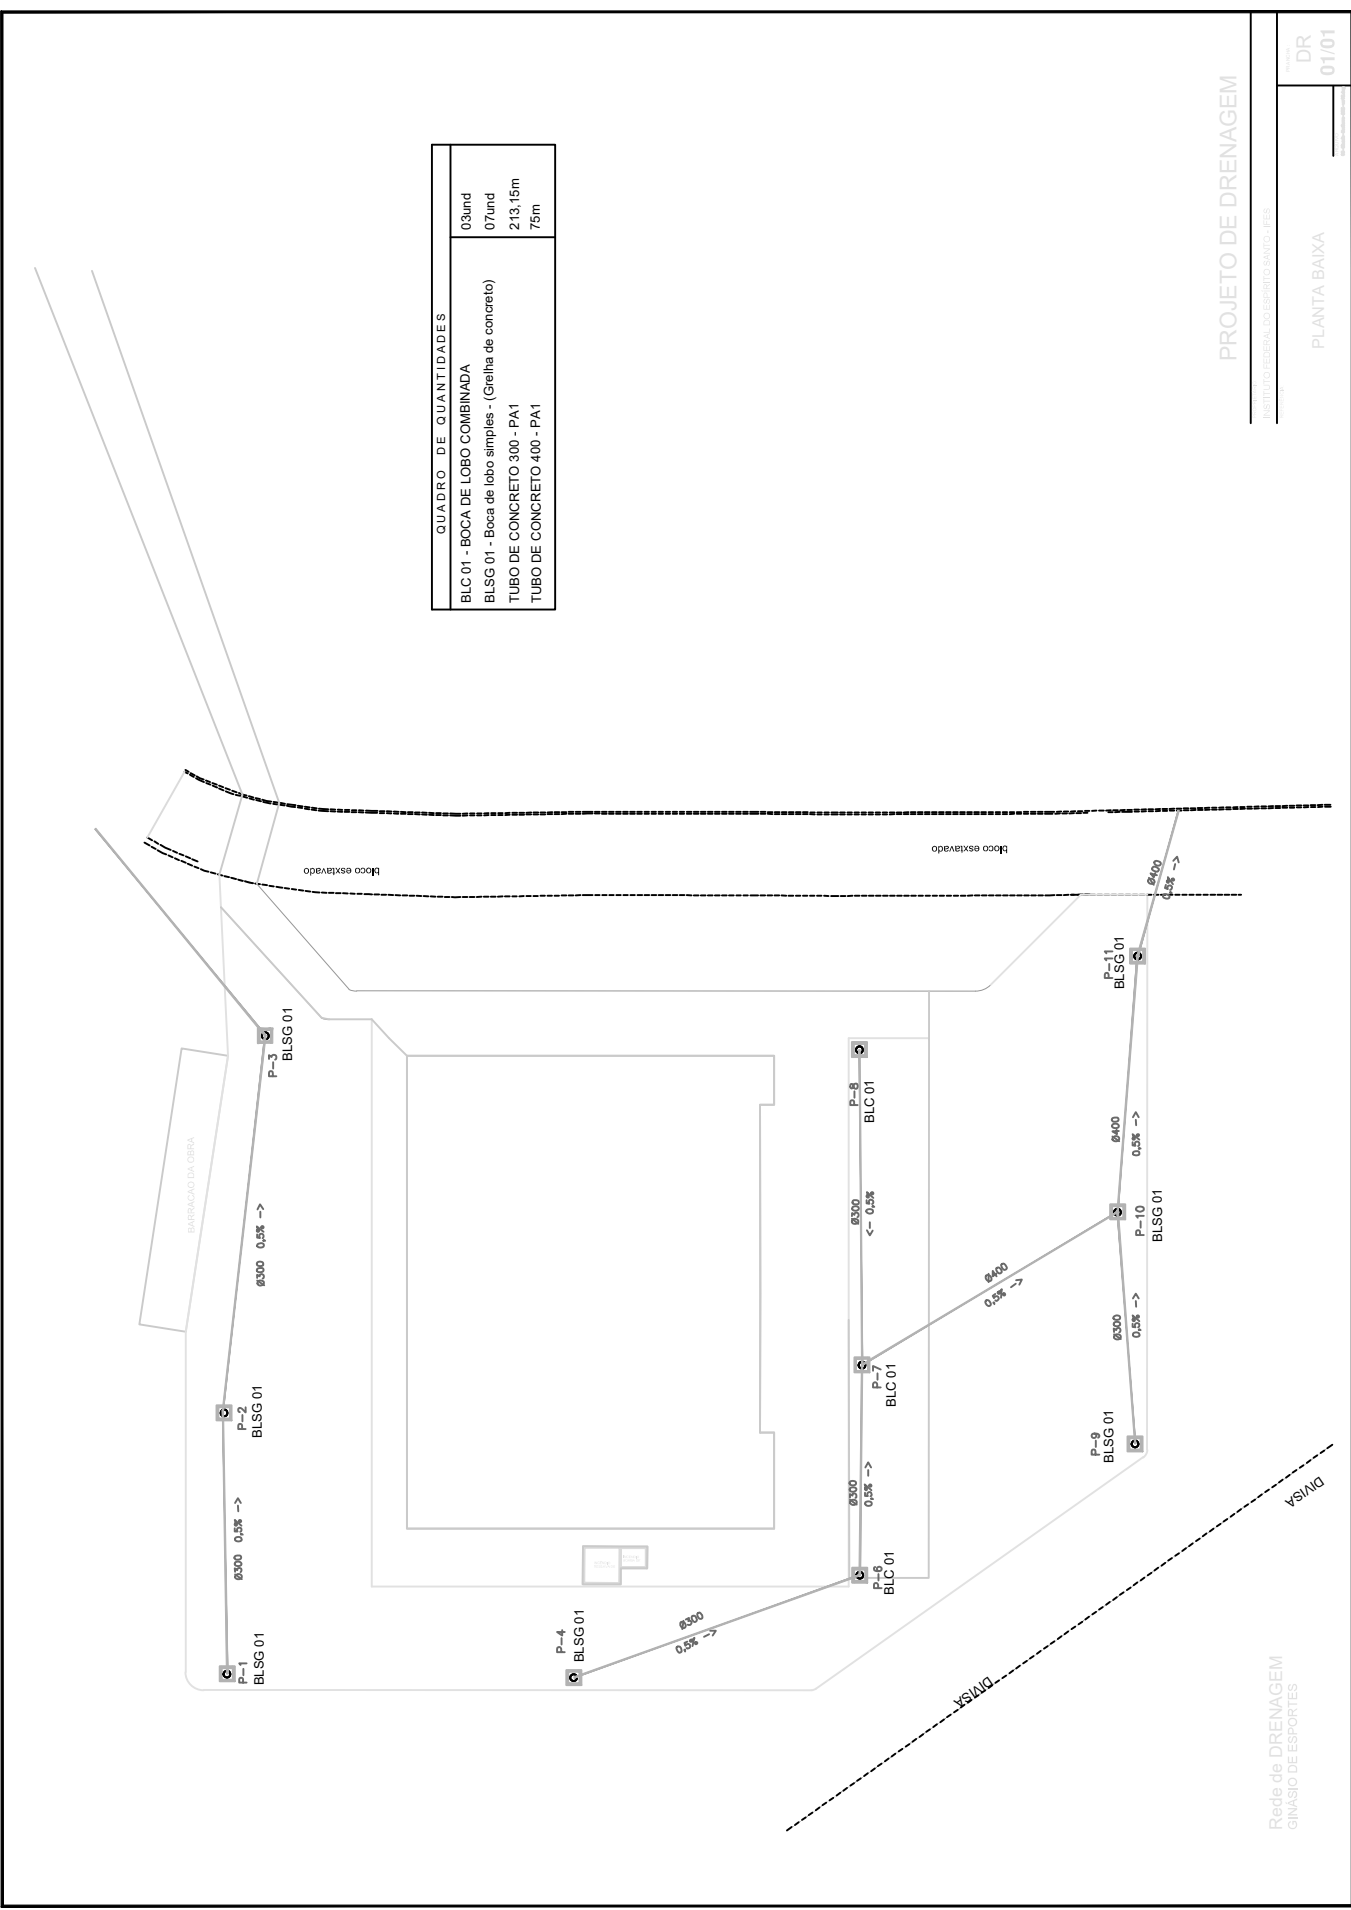 QUADRO DE QUANTIDADES
BLC 01 - BOCA DE LOBO COMBINADA 03und
BLSG 01 - Boca de lobo simples - (Grelha de concreto) 07und
TUBO DE CONCRETO 300 - PA1 213,15m
TUBO DE CONCRETO 400 - PA1 75m
bloco esxtavado
bloco esxtavado
BARRACAO DA OBRA
P-1
BLSG 01
Ø300 0,5% ->
P-2
BLSG 01
Ø300 0,5% ->
P-3
BLSG 01
P-4
BLSG 01
Ø300
0,5% ->
P-6
BLC 01
Ø300
0,5% ->
P-7
BLC 01
Ø300
<- 0,5%
P-8
BLC 01
Ø400
0,5% ->
P-9
BLSG 01
Ø300
0,5% ->
P-10
BLSG 01
Ø400
0,5% ->
P-11
BLSG 01
Ø400
0,5% ->
DIVISA
DIVISA
Rede de DRENAGEM
GINÁSIO DE ESPORTES
PROJETO DE DRENAGEM
INSTITUTO FEDERAL DO ESPIRITO SANTO - IFES
PLANTA BAIXA
DR
01/01